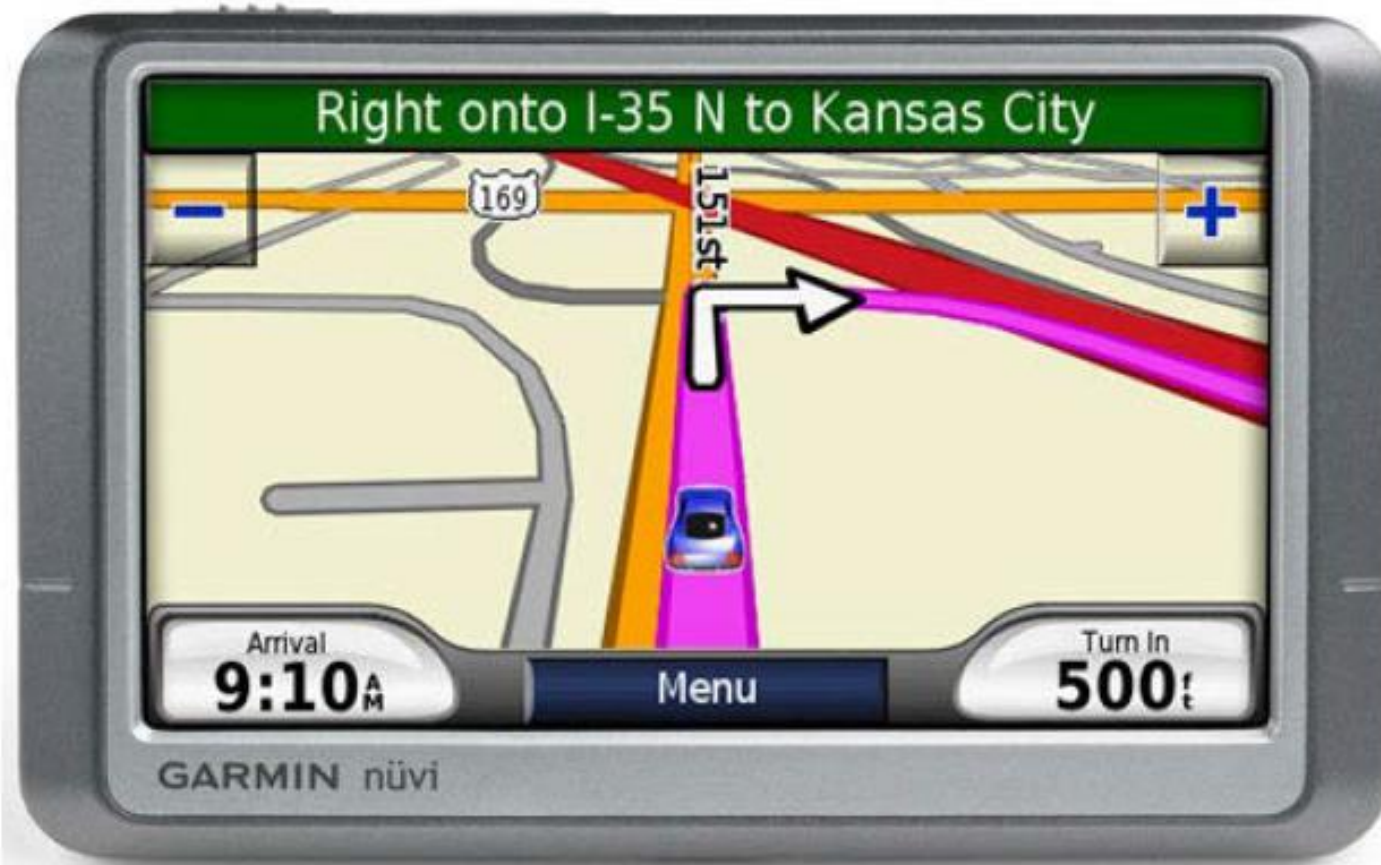 Right onto I-35 N to Kansas City
169
151st
−
+
Arrival
9:10AM
Menu
Turn In
500ft
GARMIN nüvi